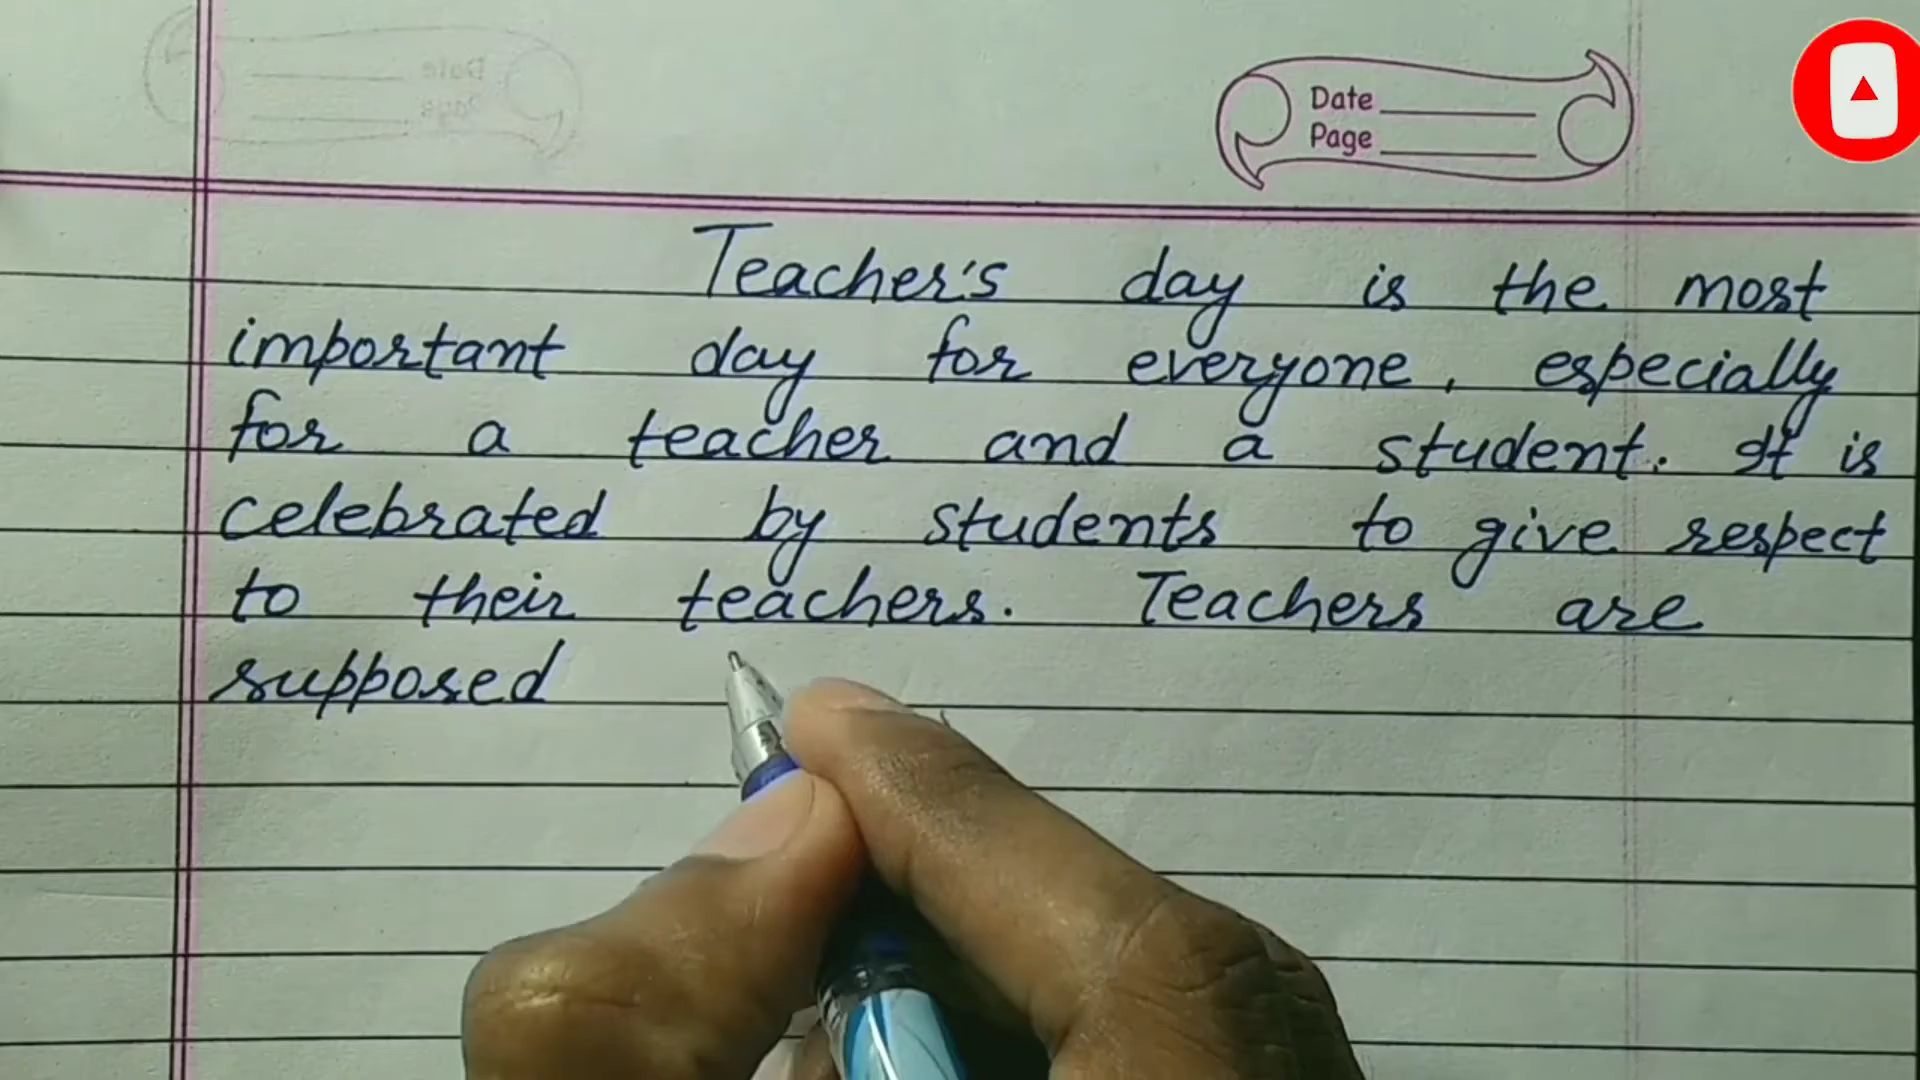 Date
Page
Teacher's day is the most
important day for everyone, especially
for a teacher and a student. It is
celebrated by students to give respect
to their teachers. Teachers are
supposed